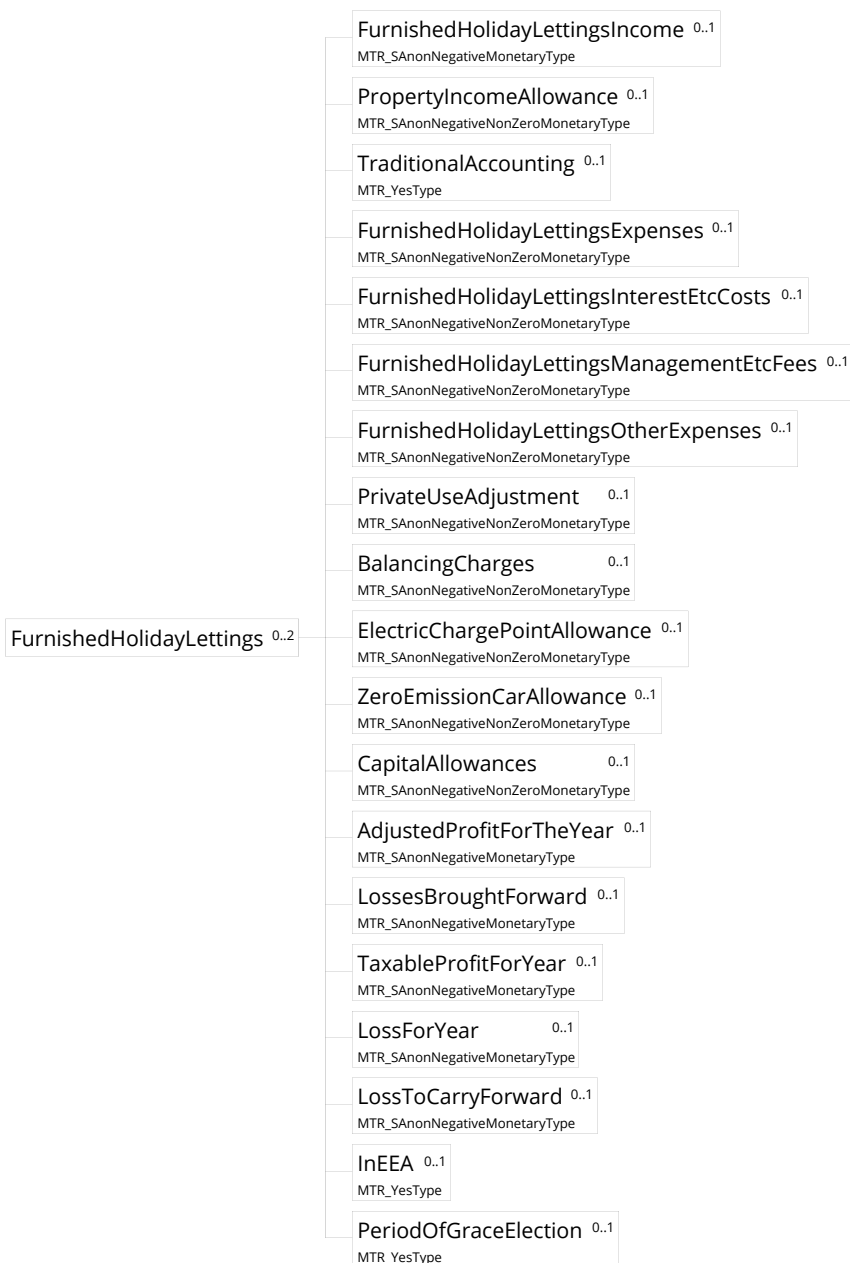 FurnishedHolidayLettingsIncome 0..1
MTR_SAnonNegativeMonetaryType
PropertyIncomeAllowance 0..1
MTR_SAnonNegativeNonZeroMonetaryType
TraditionalAccounting 0..1
MTR_YesType
FurnishedHolidayLettingsExpenses 0..1
MTR_SAnonNegativeNonZeroMonetaryType
FurnishedHolidayLettingsInterestEtcCosts 0..1
MTR_SAnonNegativeNonZeroMonetaryType
FurnishedHolidayLettingsManagementEtcFees 0..1
MTR_SAnonNegativeNonZeroMonetaryType
FurnishedHolidayLettingsOtherExpenses 0..1
MTR_SAnonNegativeNonZeroMonetaryType
PrivateUseAdjustment 0..1
MTR_SAnonNegativeNonZeroMonetaryType
BalancingCharges 0..1
MTR_SAnonNegativeNonZeroMonetaryType
FurnishedHolidayLettings 0..2
ElectricChargePointAllowance 0..1
MTR_SAnonNegativeNonZeroMonetaryType
ZeroEmissionCarAllowance 0..1
MTR_SAnonNegativeNonZeroMonetaryType
CapitalAllowances 0..1
MTR_SAnonNegativeNonZeroMonetaryType
AdjustedProfitForTheYear 0..1
MTR_SAnonNegativeMonetaryType
LossesBroughtForward 0..1
MTR_SAnonNegativeMonetaryType
TaxableProfitForYear 0..1
MTR_SAnonNegativeMonetaryType
LossForYear 0..1
MTR_SAnonNegativeMonetaryType
LossToCarryForward 0..1
MTR_SAnonNegativeMonetaryType
InEEA 0..1
MTR_YesType
PeriodOfGraceElection 0..1
MTR_YesType